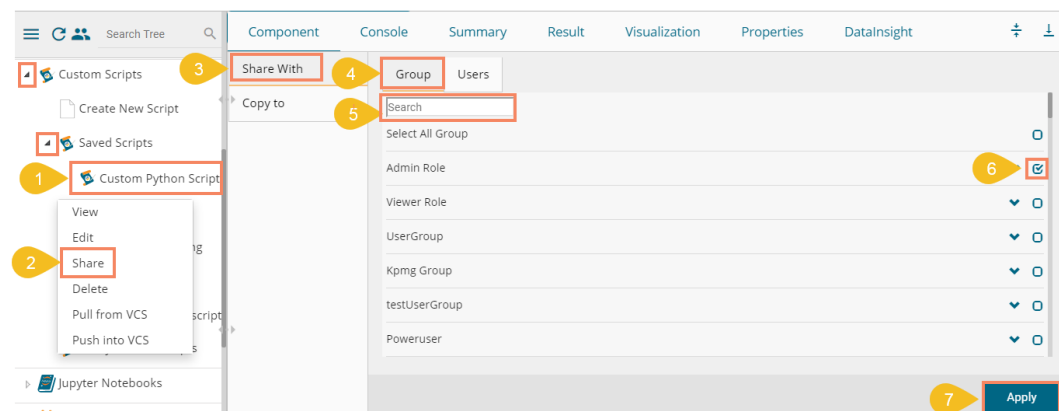 Search Tree
Component Console Summary Result Visualization Properties DataInsight
Custom Scripts
Create New Script
Saved Scripts
1 Custom Python Script
View
Edit
2 Share
Delete
Pull from VCS
Push into VCS
ng
script
s
Jupyter Notebooks
3 Share With
Copy to
4 Group Users
5 Search
Select All Group
Admin Role 6
Viewer Role
UserGroup
Kpmg Group
testUserGroup
Poweruser
7 Apply